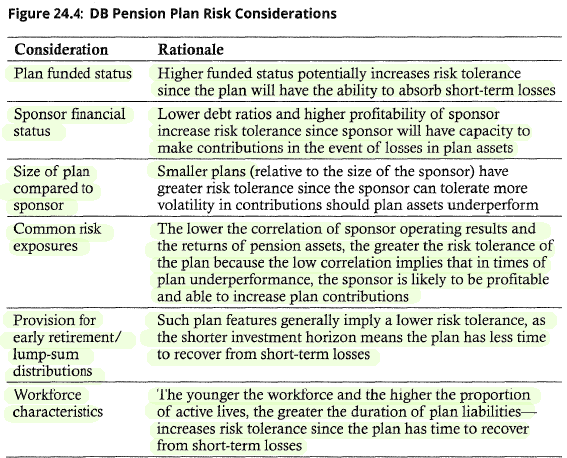 Figure 24.4: DB Pension Plan Risk Considerations
Consideration Rationale
Plan funded status Higher funded status potentially increases risk tolerance
since the plan will have the ability to absorb short-term losses
Sponsor financial Lower debt ratios and higher profitability of sponsor
status increase risk tolerance since sponsor will have capacity to
make contributions in the event of losses in plan assets
Size of plan Smaller plans (relative to the size of the sponsor) have
compared to greater risk tolerance since the sponsor can tolerate more
sponsor volatility in contributions should plan assets underperform
Common risk The lower the correlation of sponsor operating results and
exposures the returns of pension assets, the greater the risk tolerance of
the plan because the low correlation implies that in times of
plan underperformance, the sponsor is likely to be profitable
and able to increase plan contributions
Provision for Such plan features generally imply a lower risk tolerance, as
early retirement/ the shorter investment horizon means the plan has less time
lump-sum to recover from short-term losses
distributions
Workforce The younger the workforce and the higher the proportion
characteristics of active lives, the greater the duration of plan liabilities—
increases risk tolerance since the plan has time to recover
from short-term losses